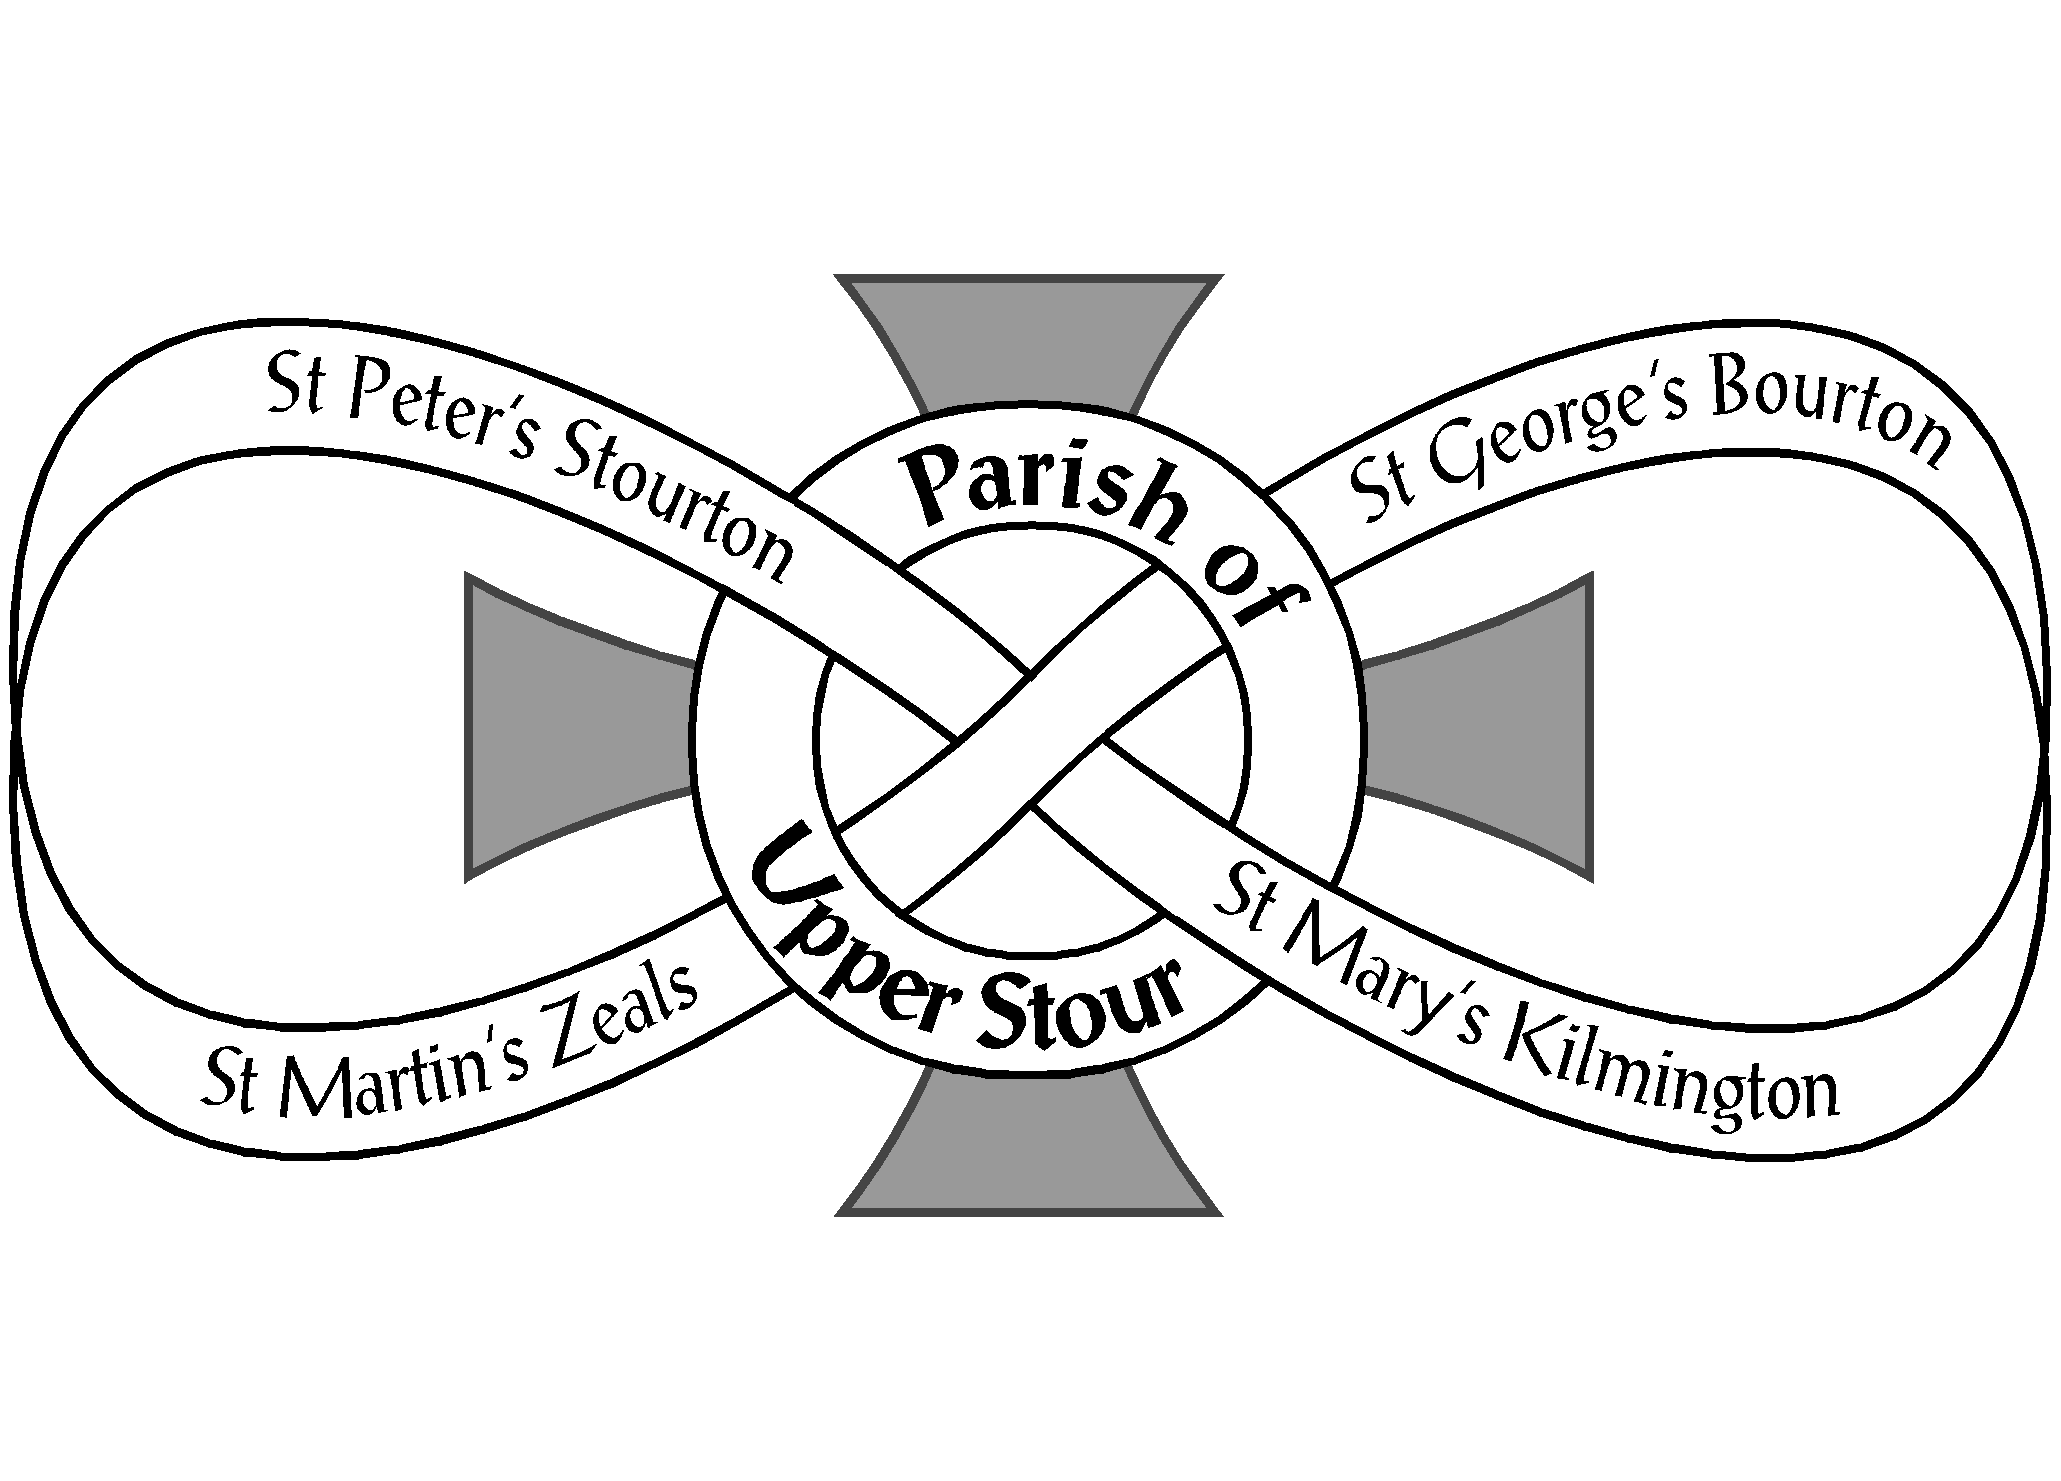 St Peter's Stourton
Parish of
St George's Bourton
St Martin's Zeals
Upper Stour
St Mary's Kilmington